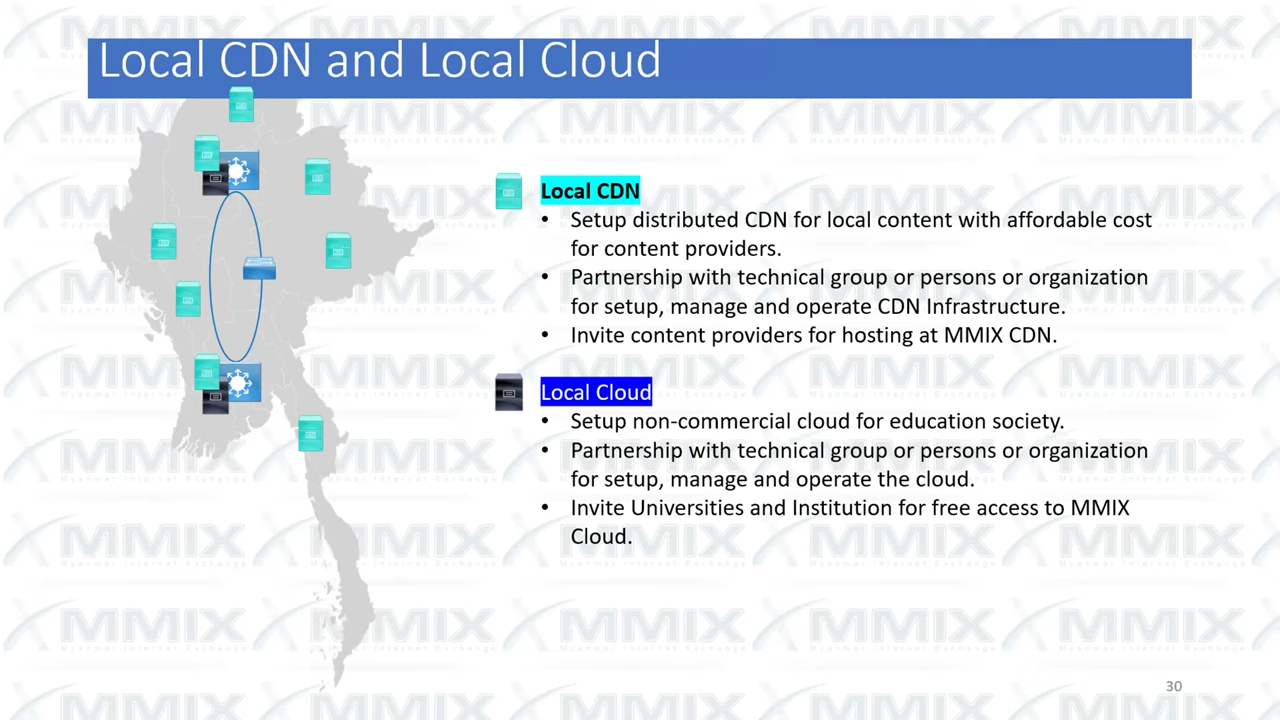 Local CDN and Local Cloud
Local CDN
• Setup distributed CDN for local content with affordable cost
for content providers.
• Partnership with technical group or persons or organization
for setup, manage and operate CDN Infrastructure.
• Invite content providers for hosting at MMIX CDN.
Local Cloud
• Setup non-commercial cloud for education society.
• Partnership with technical group or persons or organization
for setup, manage and operate the cloud.
• Invite Universities and Institution for free access to MMIX
Cloud.
30
MMIX
Myanmar Internet Exchange